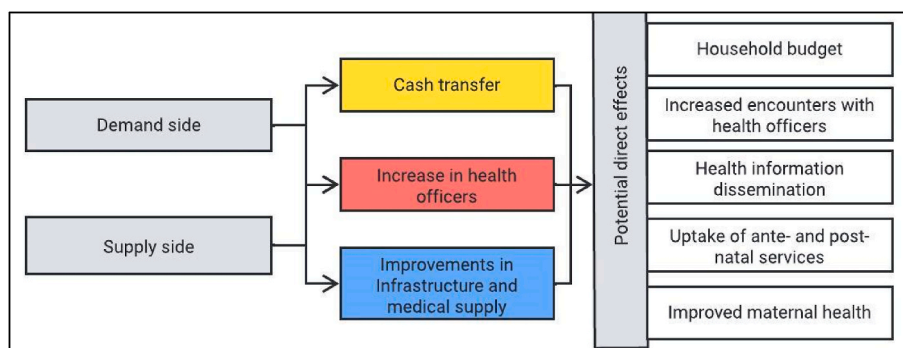 Demand side
Supply side
Cash transfer
Increase in health
officers
Improvements in
Infrastructure and
medical supply
Potential direct effects
Household budget
Increased encounters with
health officers
Health information
dissemination
Uptake of ante- and post-
natal services
Improved maternal health